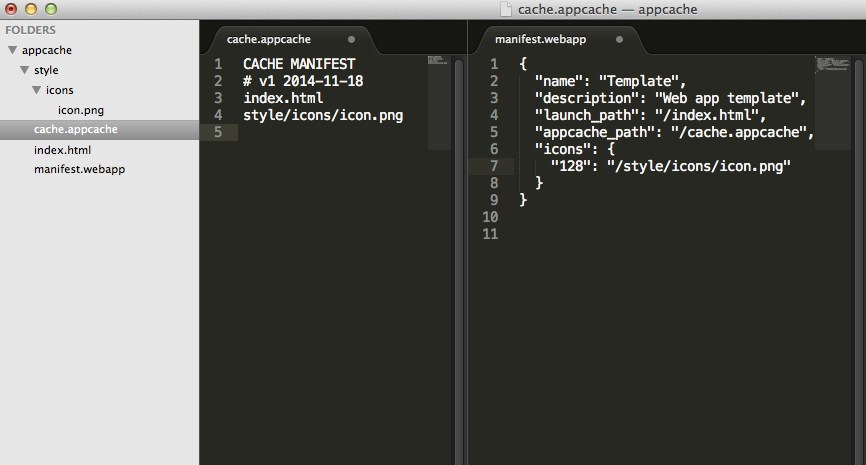 cache.appcache — appcache
FOLDERS
appcache
style
icons
icon.png
cache.appcache
index.html
manifest.webapp
cache.appcache
1 CACHE MANIFEST
2 # v1 2014-11-18
3 index.html
4 style/icons/icon.png
5
manifest.webapp
1 {
2 "name": "Template",
3 "description": "Web app template",
4 "launch_path": "/index.html",
5 "appcache_path": "/cache.appcache",
6 "icons": {
7 "128": "/style/icons/icon.png"
8 }
9 }
10
11